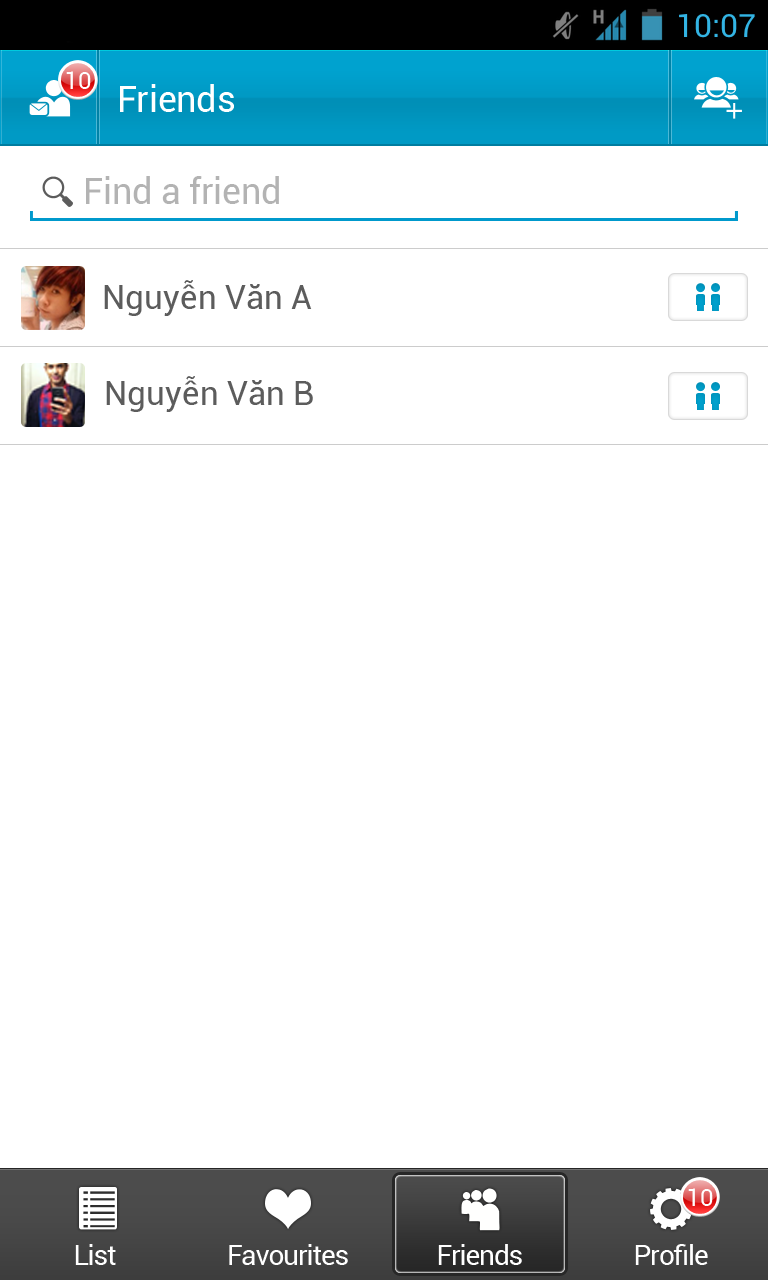 H 10:07
10 Friends
Find a friend
Nguyễn Văn A
Nguyễn Văn B
10
List Favourites Friends Profile